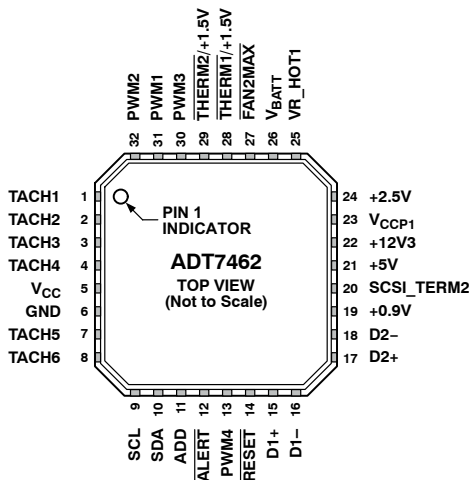 PWM2
PWM1
PWM3
THERM2/+1.5V
THERM1/+1.5V
FAN2MAX
VBATT
VR_HOT1
32
31
30
29
28
27
26
25
TACH1 1
TACH2 2
TACH3 3
TACH4 4
VCC 5
GND 6
TACH5 7
TACH6 8
PIN 1
INDICATOR
ADT7462
TOP VIEW
(Not to Scale)
24 +2.5V
23 VCCP1
22 +12V3
21 +5V
20 SCSI_TERM2
19 +0.9V
18 D2–
17 D2+
9
10
11
12
13
14
15
16
SCL
SDA
ADD
ALERT
PWM4
RESET
D1+
D1–